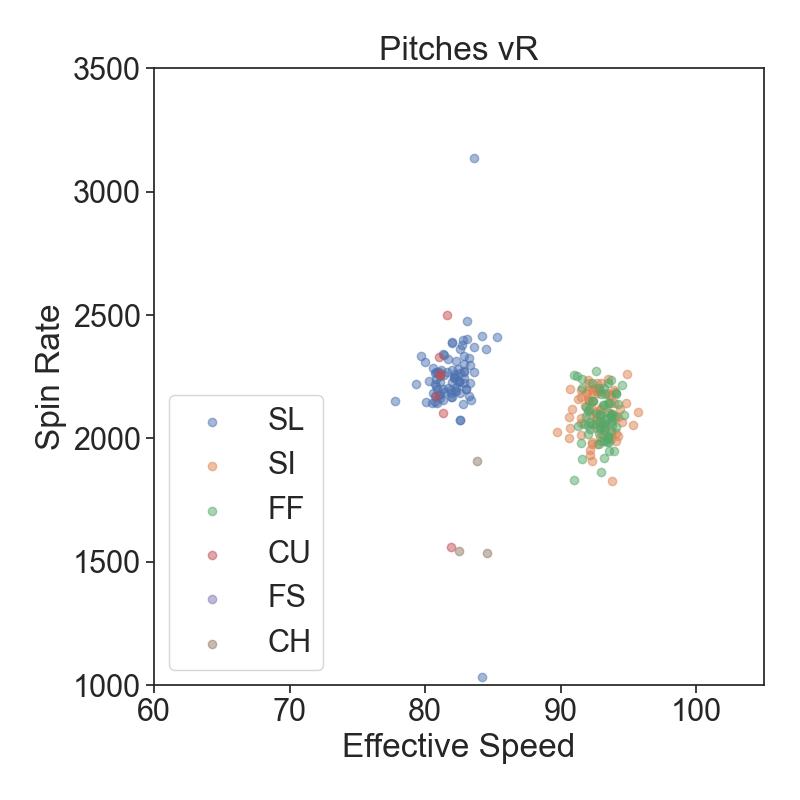 Pitches vR
3500
3000
2500
2000
1500
1000
Spin Rate
SL
SI
FF
CU
FS
CH
60 70 80 90 100
Effective Speed